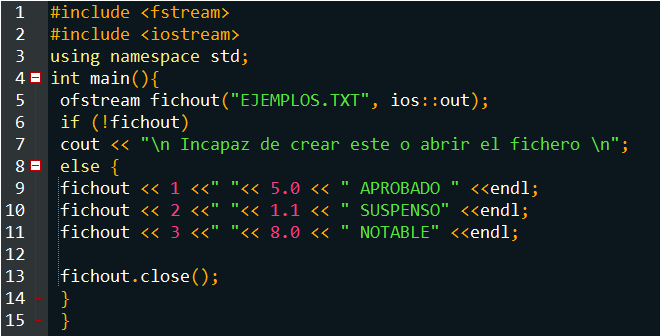 1 #include <fstream>
2 #include <iostream>
3 using namespace std;
4 int main(){
5 ofstream fichout("EJEMPLOS.TXT", ios::out);
6 if (!fichout)
7 cout << "\n Incapaz de crear este o abrir el fichero \n";
8 else {
9 fichout << 1 <<" "<< 5.0 << " APROBADO " <<endl;
10 fichout << 2 <<" "<< 1.1 << " SUSPENSO" <<endl;
11 fichout << 3 <<" "<< 8.0 << " NOTABLE" <<endl;
12
13 fichout.close();
14 }
15 }